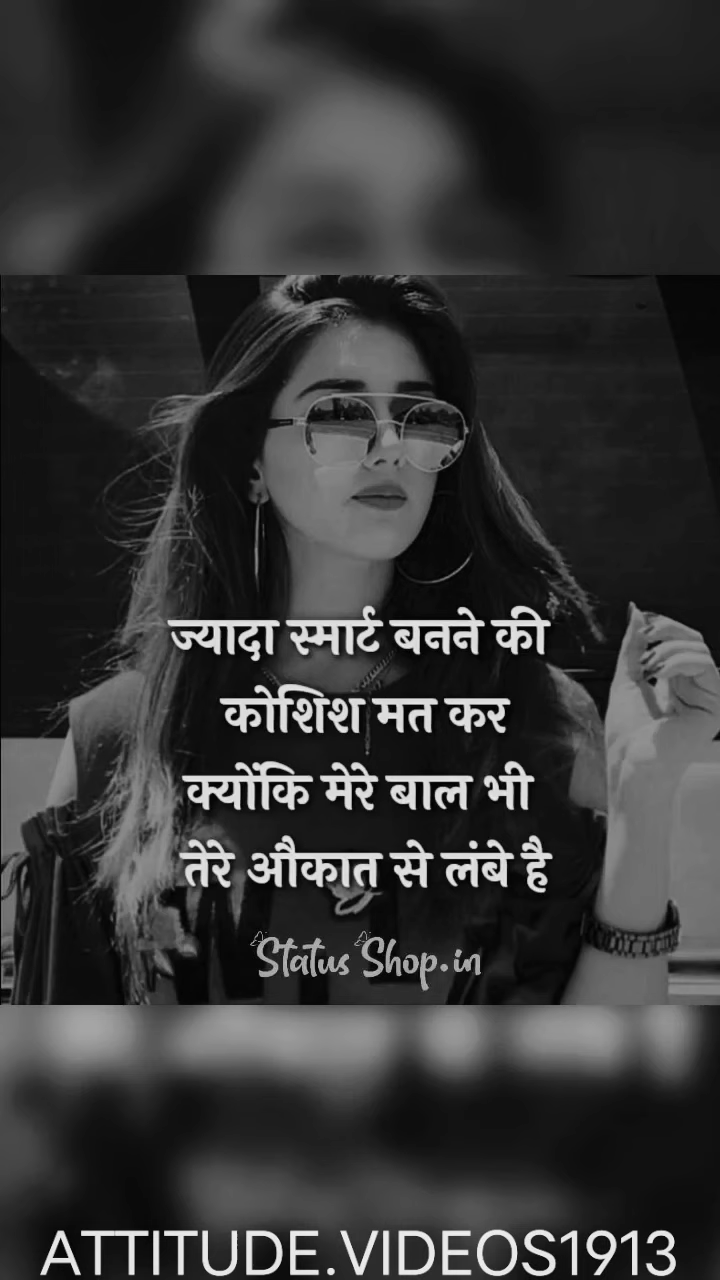 ज्यादा स्मार्ट बनने की
कोशिश मत कर
क्योंकि मेरे बाल भी
तेरे औकात से लंबे है
Status Shop.in
ATTITUDE.VIDEOS1913